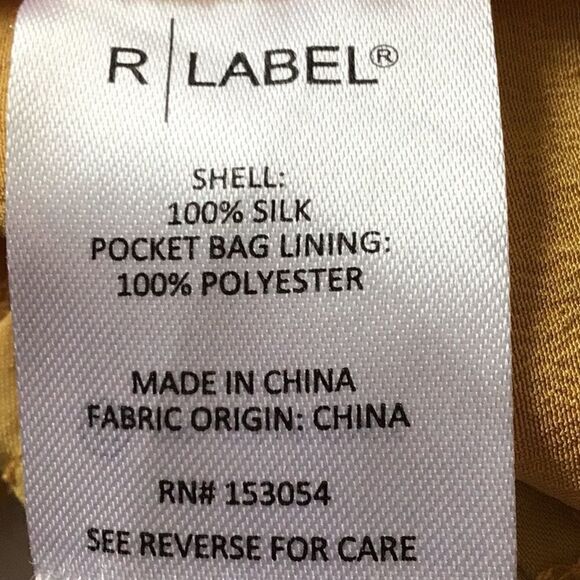 R | LABEL®
SHELL:
100% SILK
POCKET BAG LINING:
100% POLYESTER
MADE IN CHINA
FABRIC ORIGIN: CHINA
RN# 153054
SEE REVERSE FOR CARE